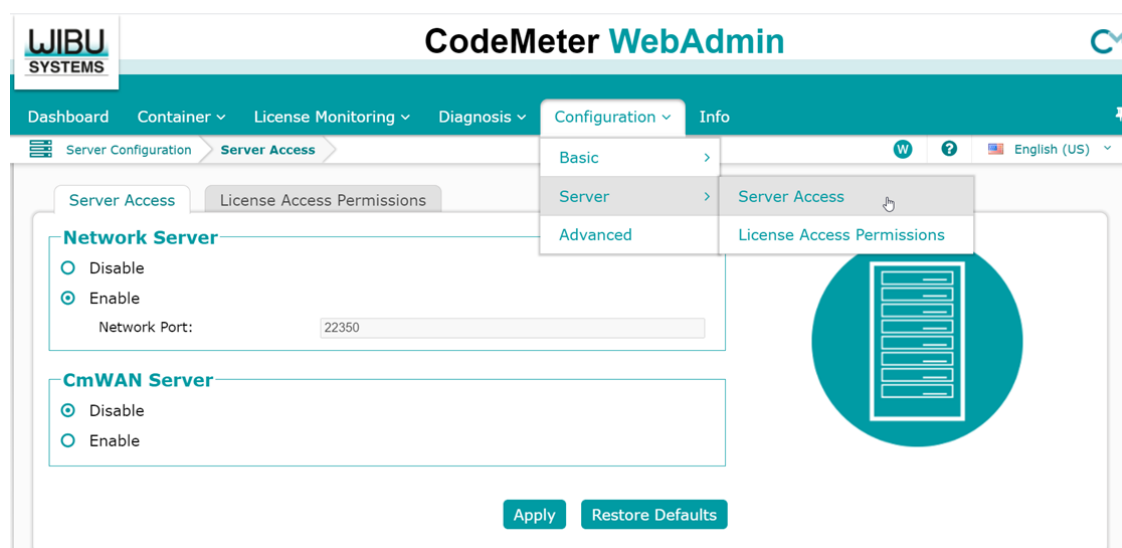 WIBU
SYSTEMS
CodeMeter WebAdmin
Dashboard Container License Monitoring Diagnosis Configuration Info
Server Configuration Server Access
W ? English (US)
Basic
Server
Advanced
Server Access
License Access Permissions
Server Access License Access Permissions
Network Server
Disable
Enable
Network Port: 22350
CmWAN Server
Disable
Enable
Apply Restore Defaults